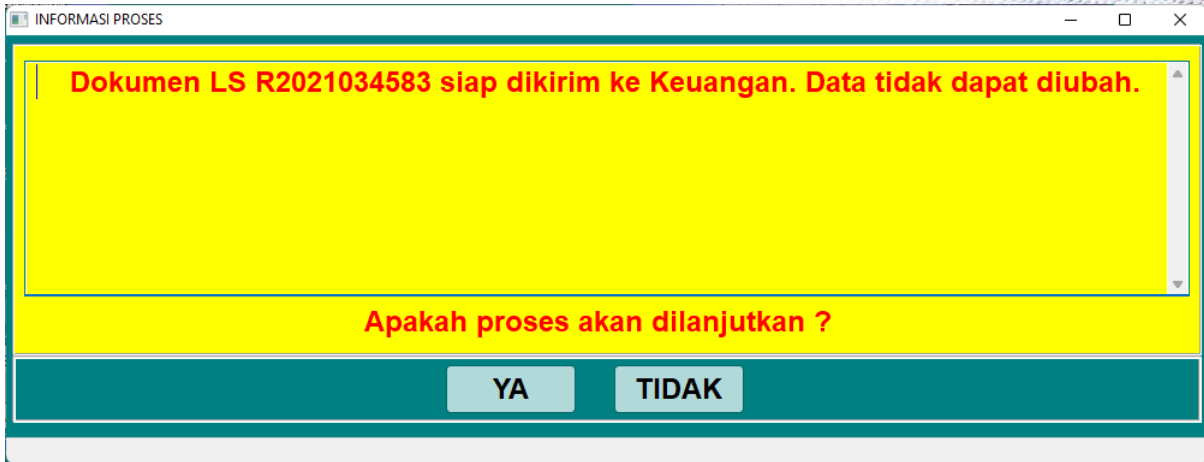 INFORMASI PROSES
Dokumen LS R2021034583 siap dikirim ke Keuangan. Data tidak dapat diubah.
Apakah proses akan dilanjutkan ?
YA
TIDAK